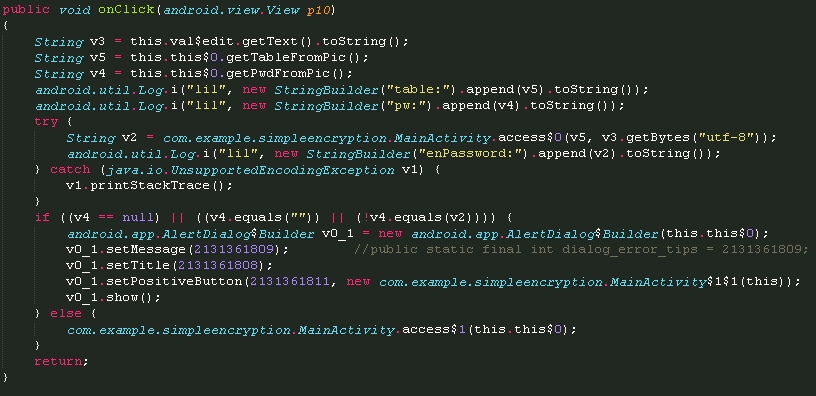 public void onClick(android.view.View p10)
{
String v3 = this.val$edit.getText().toString();
String v5 = this.this$0.getTableFromPic();
String v4 = this.this$0.getPwdFromPic();
android.util.Log.i("lil", new StringBuilder("table:").append(v5).toString());
android.util.Log.i("lil", new StringBuilder("pw:").append(v4).toString());
try {
String v2 = com.example.simpleencryption.MainActivity.access$0(v5, v3.getBytes("utf-8"));
android.util.Log.i("lil", new StringBuilder("enPassword:").append(v2).toString());
} catch (java.io.UnsupportedEncodingException v1) {
v1.printStackTrace();
}
if ((v4 == null) || ((v4.equals("")) || (!v4.equals(v2)))) {
android.app.AlertDialog$Builder v0_1 = new android.app.AlertDialog$Builder(this.this$0);
v0_1.setMessage(2131361809); //public static final int dialog_error_tips = 2131361809;
v0_1.setTitle(2131361808);
v0_1.setPositiveButton(2131361811, new com.example.simpleencryption.MainActivity$1$1(this));
v0_1.show();
} else {
com.example.simpleencryption.MainActivity.access$1(this.this$0);
}
return;
}